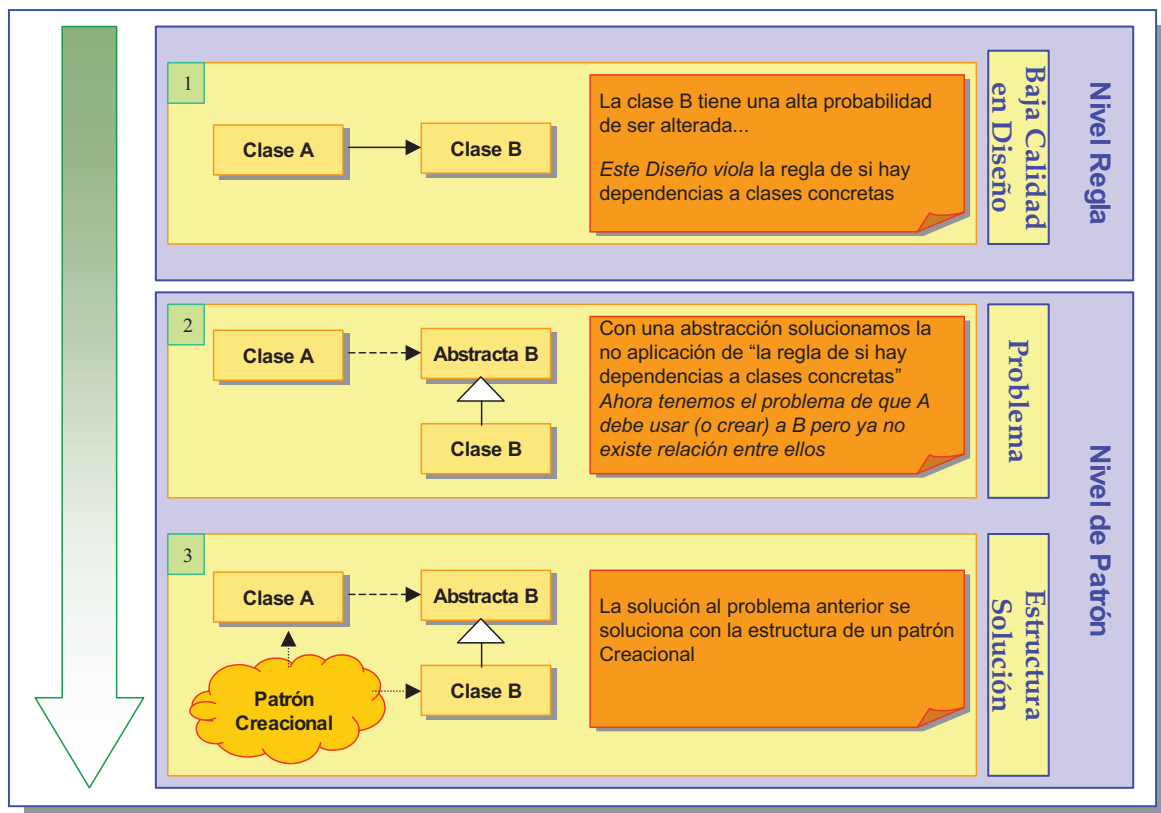 1
Clase A
Clase B
La clase B tiene una alta probabilidad
de ser alterada...
Este Diseño viola la regla de si hay
dependencias a clases concretas
Baja Calidad
en Diseño
Nivel Regla
2
Clase A
Abstracta B
Clase B
Con una abstracción solucionamos la
no aplicación de “la regla de si hay
dependencias a clases concretas”
Ahora tenemos el problema de que A
debe usar (o crear) a B pero ya no
existe relación entre ellos
Problema
Nivel de Patrón
3
Clase A
Abstracta B
Clase B
Patrón
Creacional
La solución al problema anterior se
soluciona con la estructura de un patrón
Creacional
Estructura
Solución